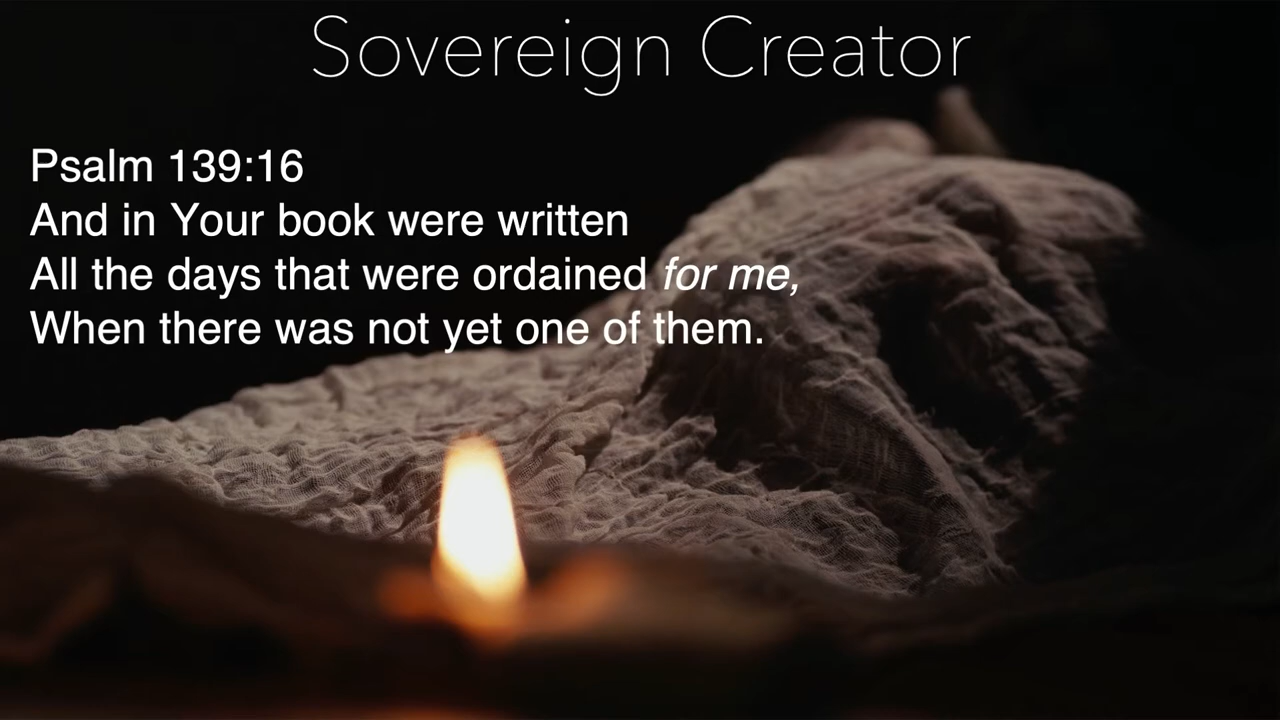 Sovereign Creator
Psalm 139:16
And in Your book were written
All the days that were ordained for me,
When there was not yet one of them.